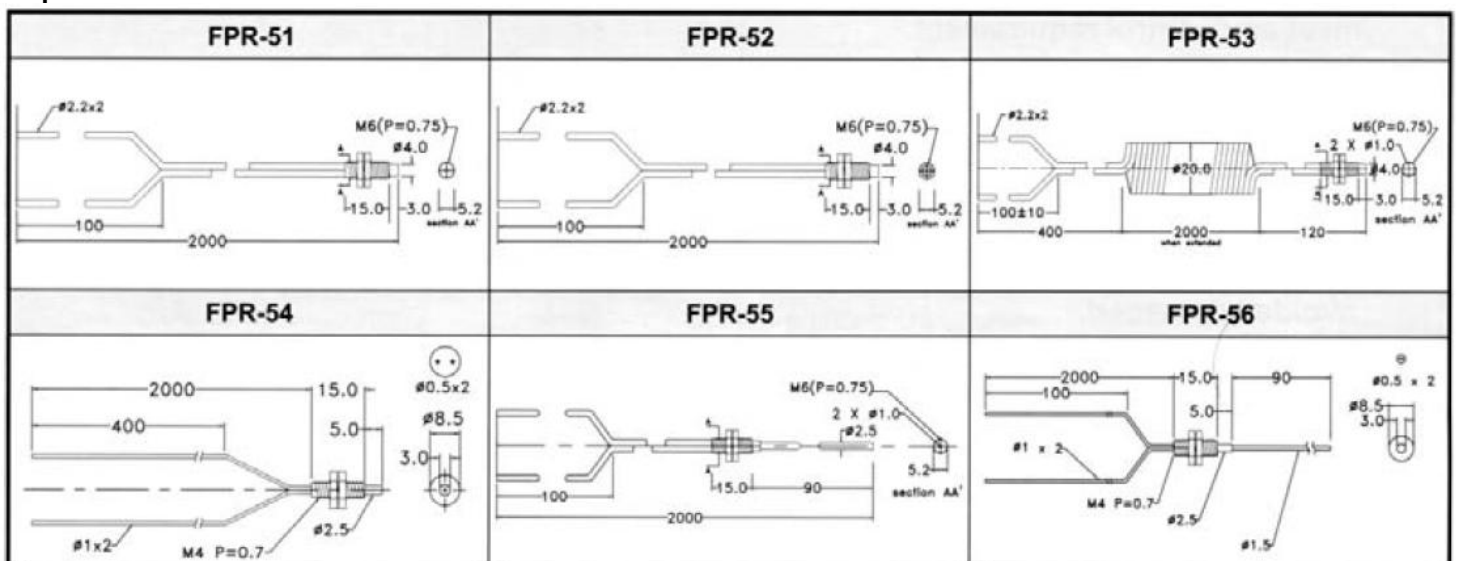 FPR-51
FPR-52
FPR-53
ø2.2x2
M6(P=0.75)
ø4.0
A
A
15.0
3.0
5.2
section AA'
100
2000
ø2.2x2
M6(P=0.75)
ø4.0
A
A
15.0
3.0
5.2
section AA'
100
2000
ø2.2x2
M6(P=0.75)
2 X ø1.0
ø20.0
ø4.0
15.0
3.0
5.2
section AA'
100±10
400
2000
when extended
120
FPR-54
FPR-55
FPR-56
2000
15.0
ø0.5x2
400
5.0
ø8.5
3.0
ø2.5
ø1x2
M4 P=0.7
M6(P=0.75)
2 X ø1.0
ø2.5
A
A
5.2
section AA'
100
15.0
90
2000
2000
15.0
90
ø0.5 x 2
100
5.0
ø8.5
3.0
ø1 x 2
M4 P=0.7
ø2.5
ø1.5